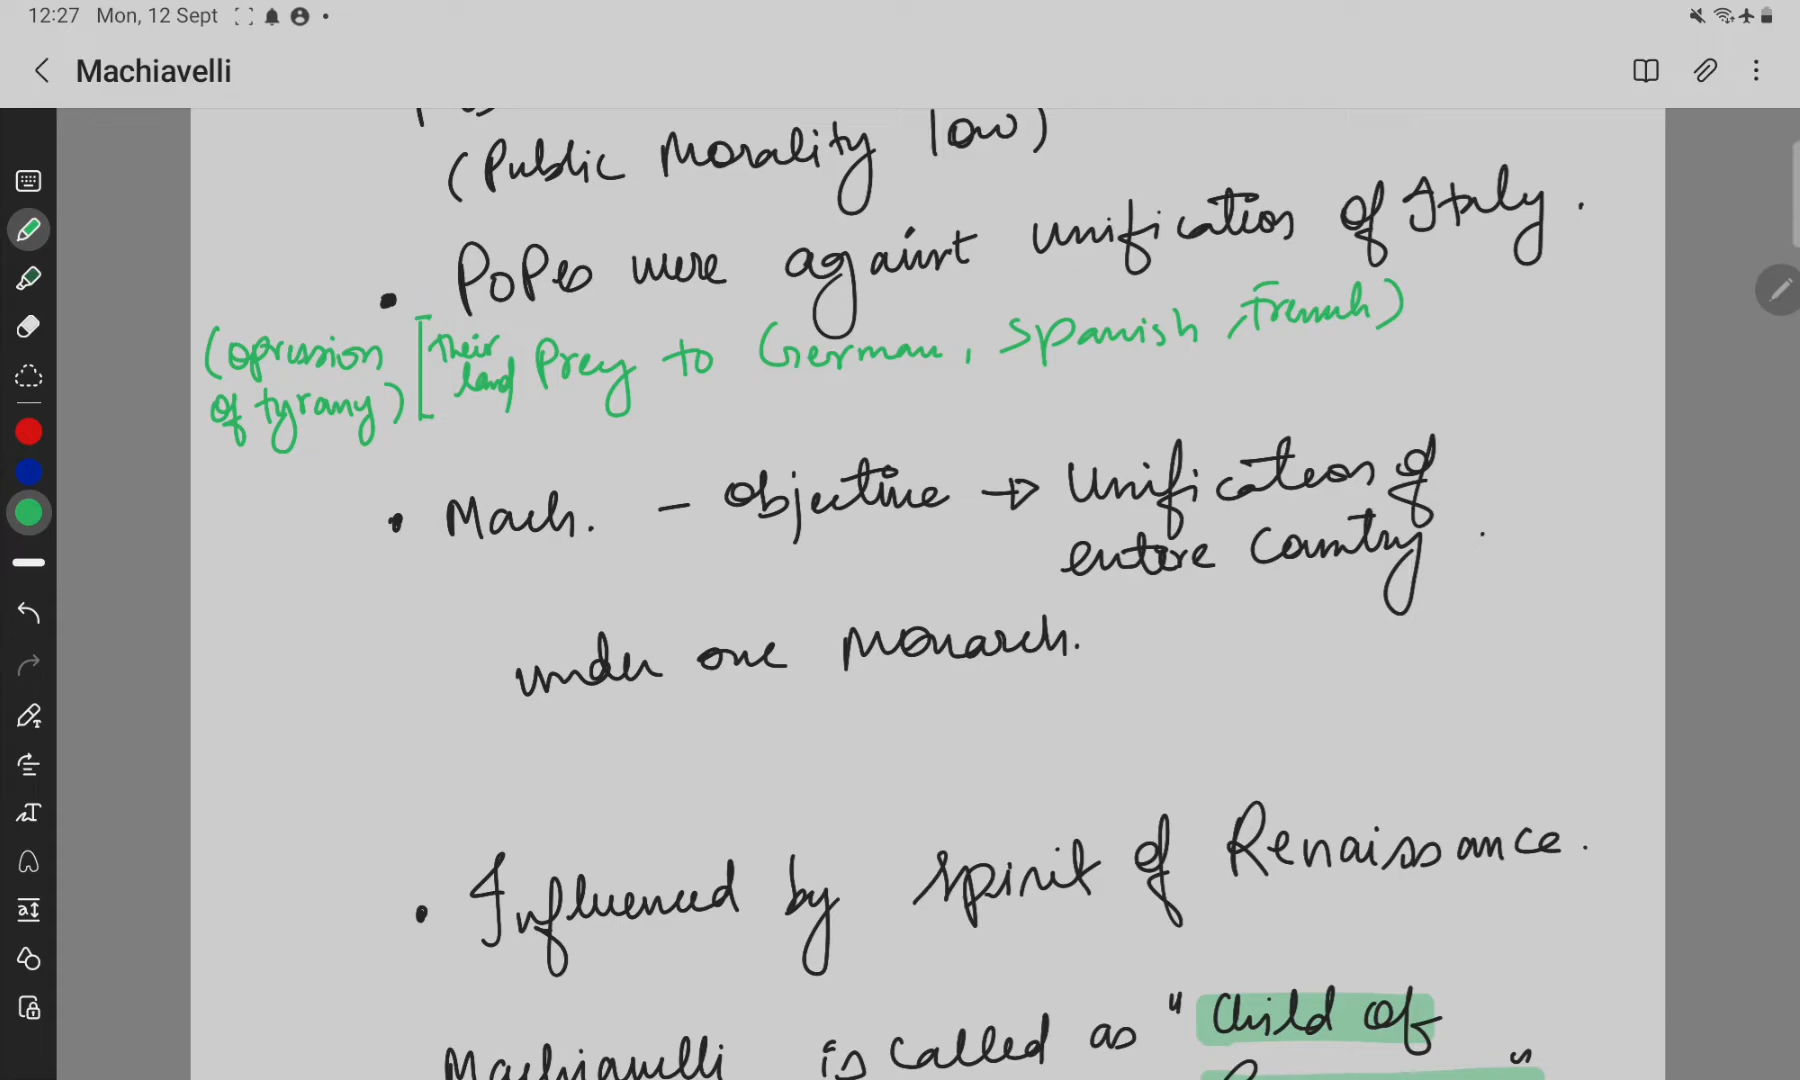 12:27 Mon, 12 Sept
Machiavelli
(Public Morality low)
• PoPes were against unification of Italy.
(opression of tyrany) [their land Prey to German, Spanish, French)
• Mach. - objective → Unification of
entire Country
under one Monarch.
• Influenced by spirit of Renaissance.
Machiavelli is called as "Child of